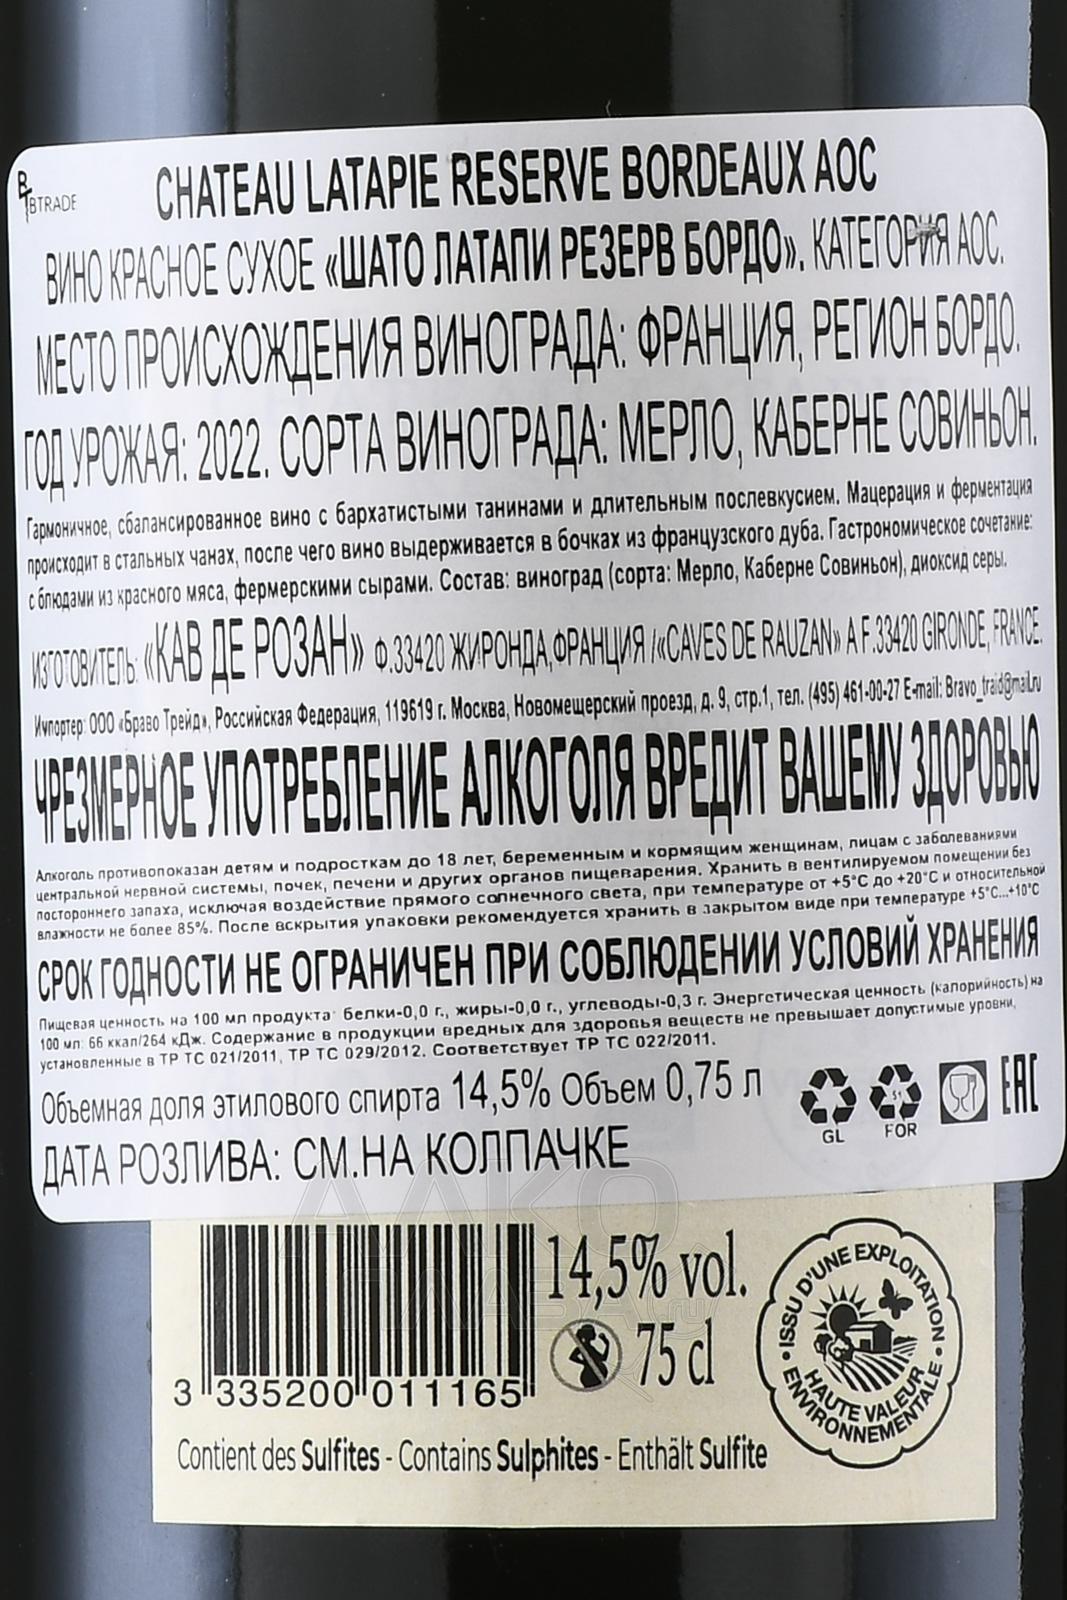 BTRADE
CHATEAU LATAPIE RESERVE BORDEAUX AOC
ВИНО КРАСНОЕ СУХОЕ «ШАТО ЛАТАПИ РЕЗЕРВ БОРДО». КАТЕГОРИЯ АОС.
МЕСТО ПРОИСХОЖДЕНИЯ ВИНОГРАДА: ФРАНЦИЯ, РЕГИОН БОРДО.
ГОД УРОЖАЯ: 2022. СОРТА ВИНОГРАДА: МЕРЛО, КАБЕРНЕ СОВИНЬОН.
Гармоничное, сбалансированное вино с бархатистыми танинами и длительным послевкусием. Мацерация и ферментация
происходит в стальных чанах, после чего вино выдерживается в бочках из французского дуба. Гастрономическое сочетание:
с блюдами из красного мяса, фермерскими сырами. Состав: виноград (сорта: Мерло, Каберне Совиньон), диоксид серы.
ИЗГОТОВИТЕЛЬ: «КАВ ДЕ РОЗАН» Ф.33420 ЖИРОНДА,ФРАНЦИЯ /«CAVES DE RAUZAN» A F.33420 GIRONDE, FRANCE.
Импортер: ООО «Браво Трейд», Российская Федерация, 119619 г. Москва, Новомещерский проезд, д. 9, стр.1, тел. (495) 461-00-27 E-mail: Bravo_traid@mail.ru
ЧРЕЗМЕРНОЕ УПОТРЕБЛЕНИЕ АЛКОГОЛЯ ВРЕДИТ ВАШЕМУ ЗДОРОВЬЮ
Алкоголь противопоказан детям и подросткам до 18 лет, беременным и кормящим женщинам, лицам с заболеваниями
центральной нервной системы, почек, печени и других органов пищеварения. Хранить в вентилируемом помещении без
постороннего запаха, исключая воздействие прямого солнечного света, при температуре от +5°С до +20°С и относительной
влажности не более 85%. После вскрытия упаковки рекомендуется хранить в закрытом виде при температуре +5°С...+10°С
СРОК ГОДНОСТИ НЕ ОГРАНИЧЕН ПРИ СОБЛЮДЕНИИ УСЛОВИЙ ХРАНЕНИЯ
Пищевая ценность на 100 мл продукта: белки-0,0 г., жиры-0,0 г., углеводы-0,3 г. Энергетическая ценность (калорийность) на
100 мл: 66 ккал/264 кДж. Содержание в продукции вредных для здоровья веществ не превышает допустимые уровни,
установленные в ТР ТС 021/2011, ТР ТС 029/2012. Соответствует ТР ТС 022/2011.
Объемная доля этилового спирта 14,5% Объем 0,75 л
GL
51
FOR
EAC
ДАТА РОЗЛИВА: СМ.НА КОЛПАЧКЕ
АЛКО
ГЛАВА.ru
14,5% vol.
75 cl
3 335200 011165
ISSU D'UNE EXPLOITATION
HAUTE VALEUR
ENVIRONNEMENTALE
Contient des Sulfites - Contains Sulphites - Enthält Sulfite